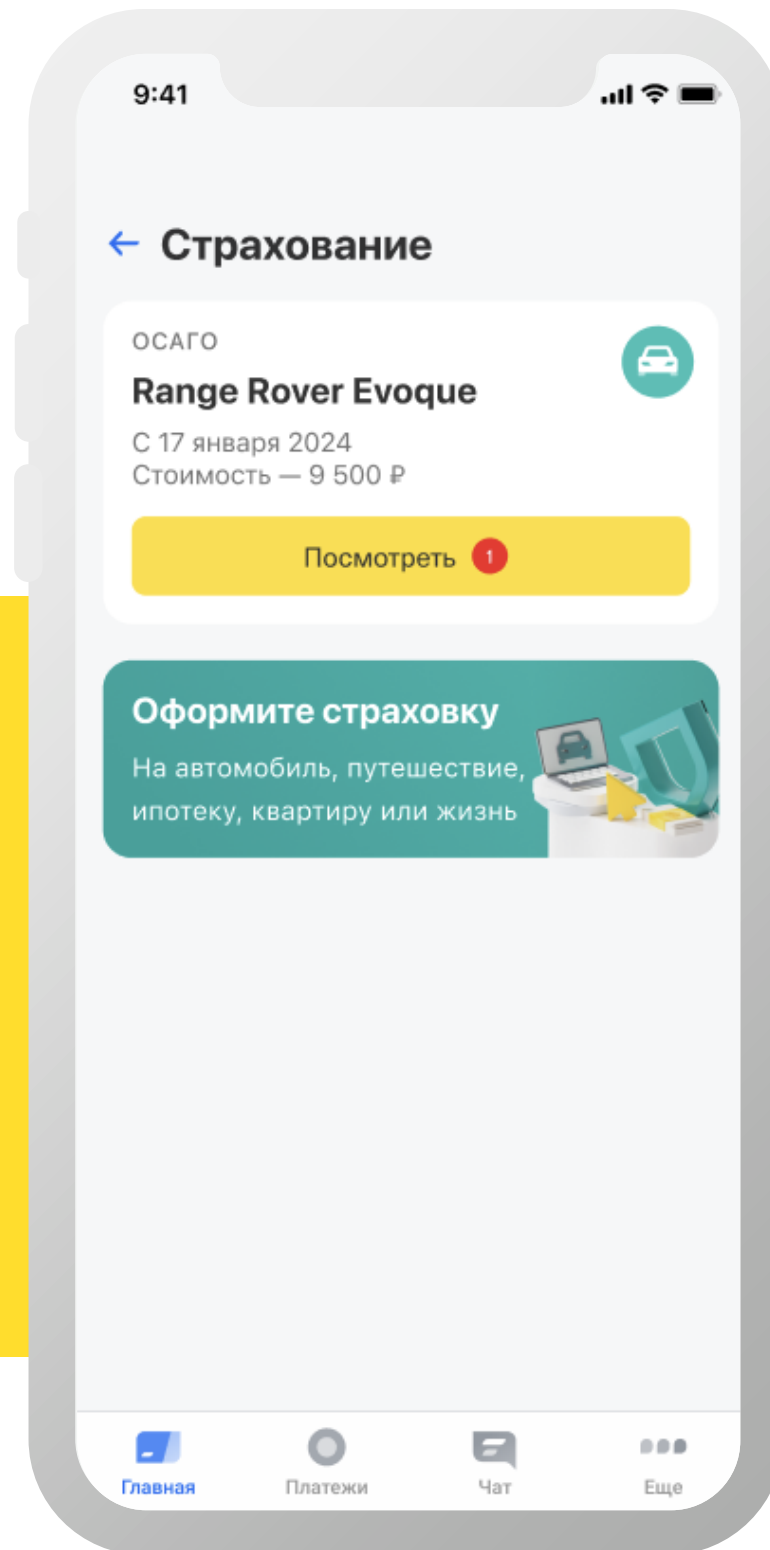 9:41
Страхование
ОСАГО
Range Rover Evoque
С 17 января 2024
Стоимость — 9 500 ₽
Посмотреть 1
Оформите страховку
На автомобиль, путешествие,
ипотеку, квартиру или жизнь
Главная
Платежи
Чат
Еще